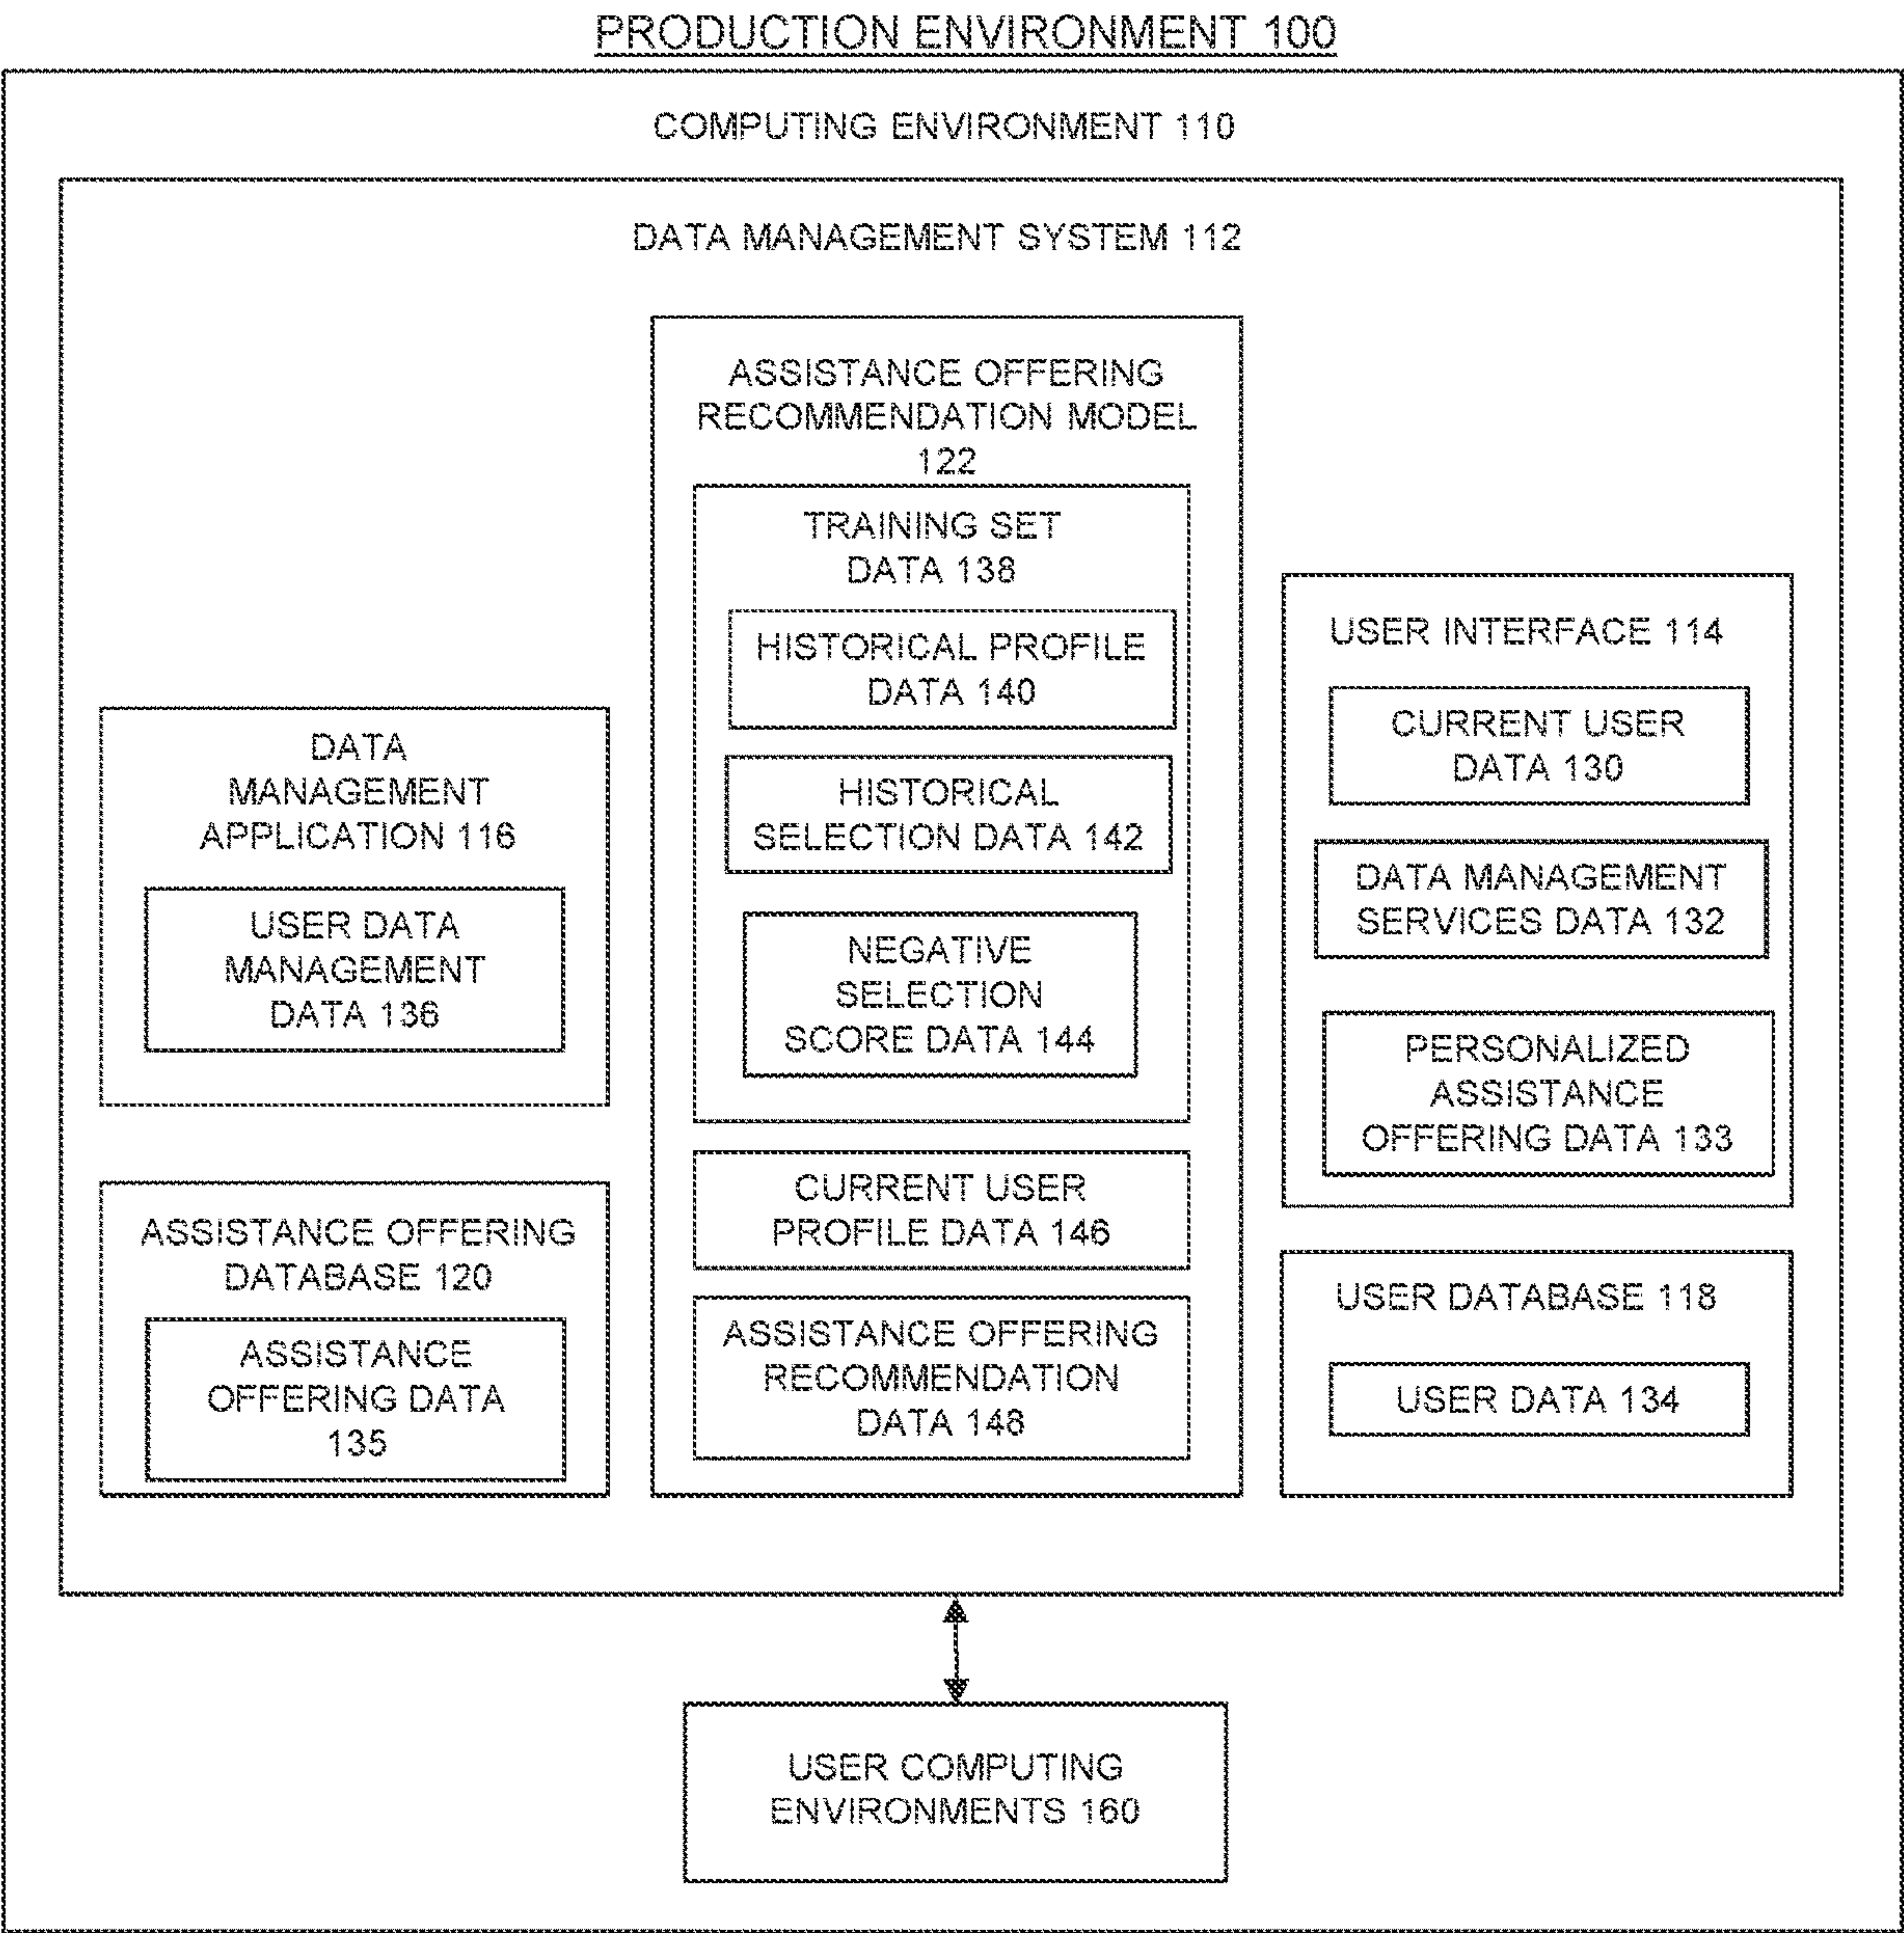 PRODUCTION ENVIRONMENT 100
COMPUTING ENVIRONMENT 110
DATA MANAGEMENT SYSTEM 112
DATA
MANAGEMENT
APPLICATION 116
USER DATA
MANAGEMENT
DATA 136
ASSISTANCE OFFERING
DATABASE 120
ASSISTANCE
OFFERING DATA
135
ASSISTANCE OFFERING
RECOMMENDATION MODEL
122
TRAINING SET
DATA 138
HISTORICAL PROFILE
DATA 140
HISTORICAL
SELECTION DATA 142
NEGATIVE
SELECTION
SCORE DATA 144
CURRENT USER
PROFILE DATA 146
ASSISTANCE OFFERING
RECOMMENDATION
DATA 148
USER INTERFACE 114
CURRENT USER
DATA 130
DATA MANAGEMENT
SERVICES DATA 132
PERSONALIZED
ASSISTANCE
OFFERING DATA 133
USER DATABASE 118
USER DATA 134
USER COMPUTING
ENVIRONMENTS 160